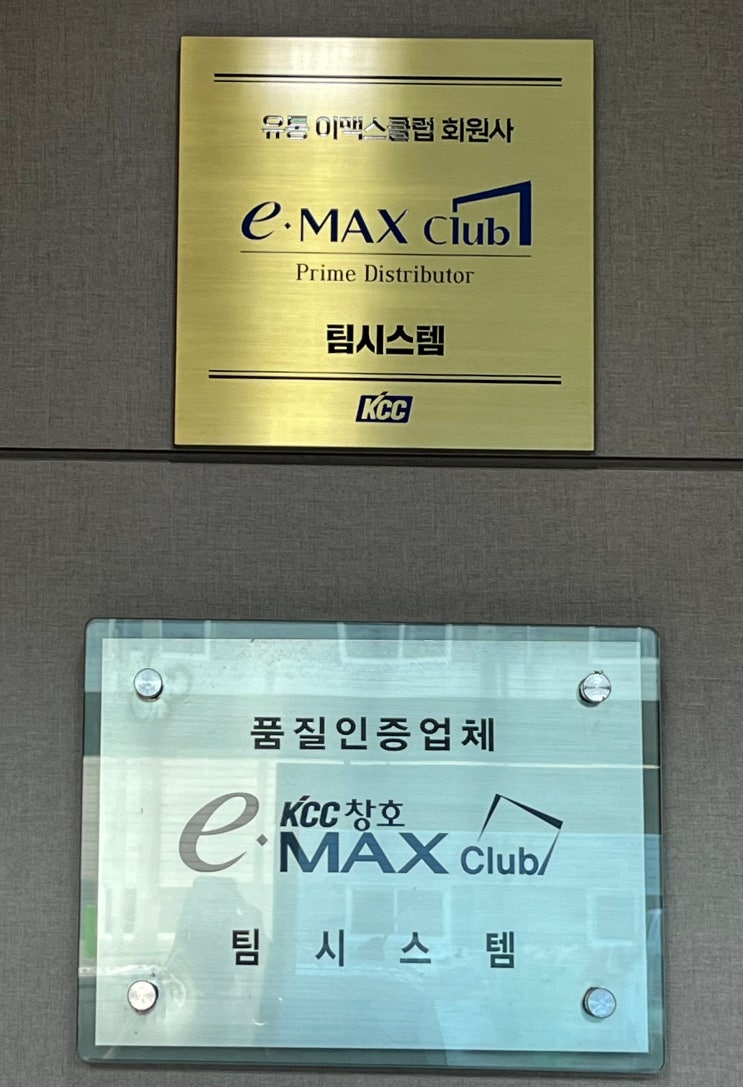 유통 이맥스클럽 회원사
e·MAX Club
Prime Distributor
팀시스템
KCC
품질인증업체
KCC 창호
e·MAX Club
팀 시 스 템